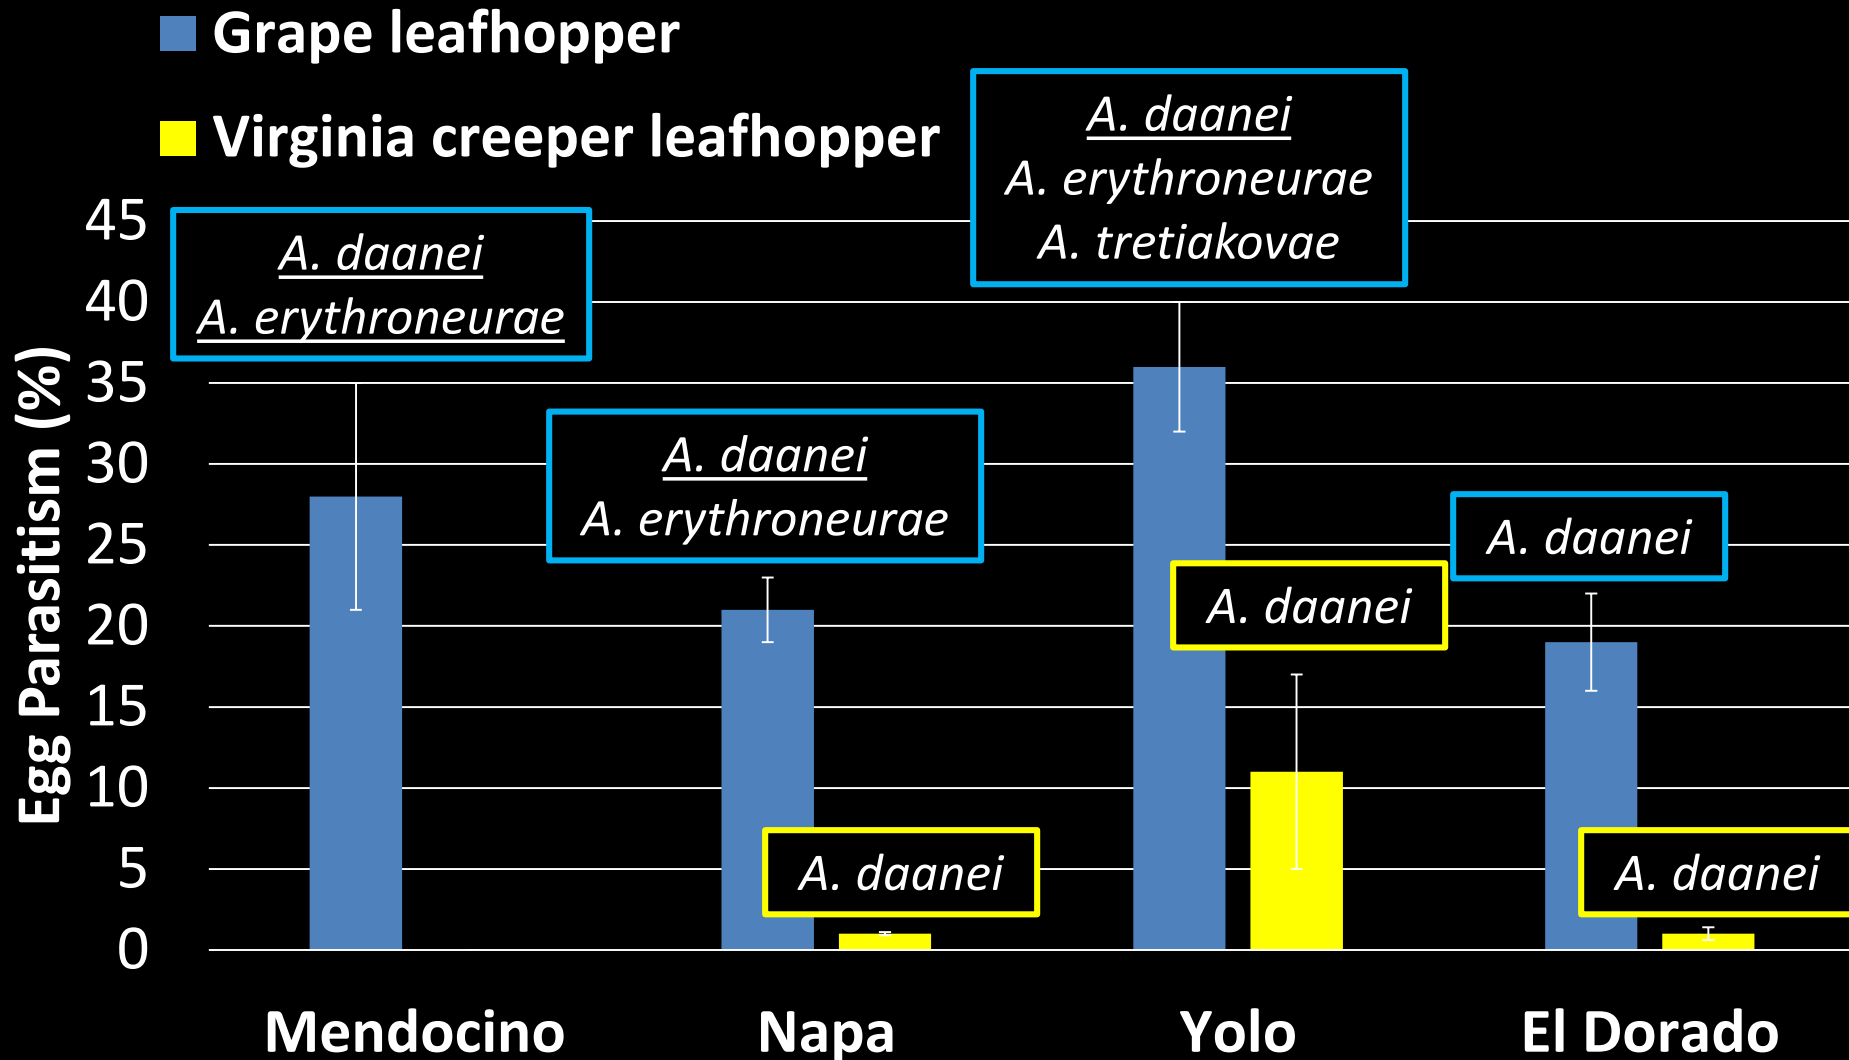 Grape leafhopper
Virginia creeper leafhopper
A. daanei
A. erythroneurae
A. tretiakovae
45
A. daanei
A. erythroneurae
40
35
A. daanei
A. erythroneurae
30
A. daanei
25
A. daanei
20
15
10
A. daanei
A. daanei
5
0
Egg Parasitism (%)
Mendocino
Napa
Yolo
El Dorado